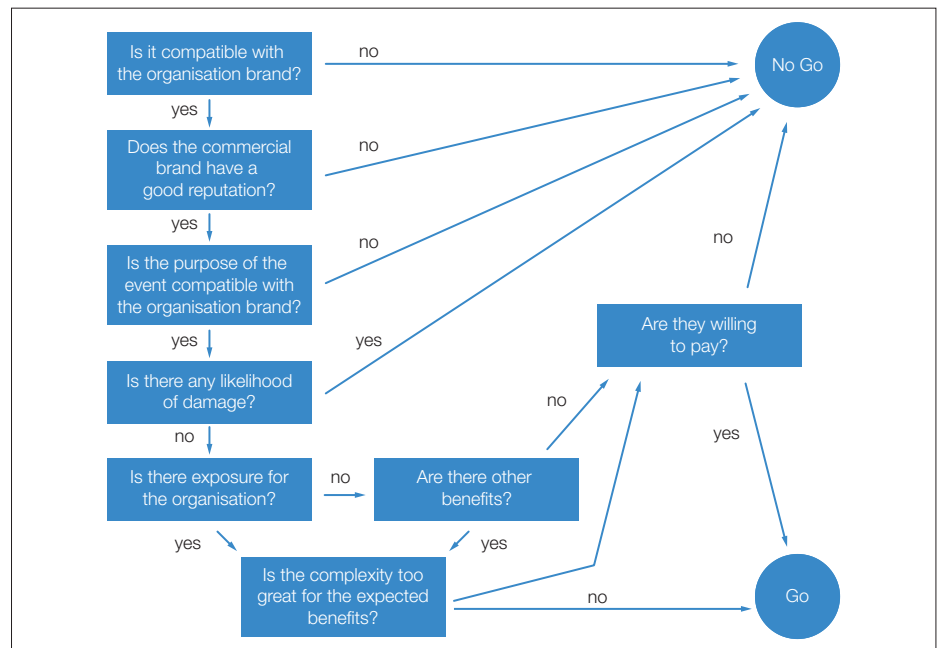 Is it compatible with
the organisation brand?
no
No Go
yes
Does the commercial
brand have a
good reputation?
no
yes
Is the purpose of the
event compatible with
the organisation brand?
no
no
Are they willing
to pay?
yes
yes
Is there any likelihood
of damage?
no
yes
no
Is there exposure for
the organisation?
no
Are there other
benefits?
yes
yes
Is the complexity too
great for the expected
benefits?
no
Go